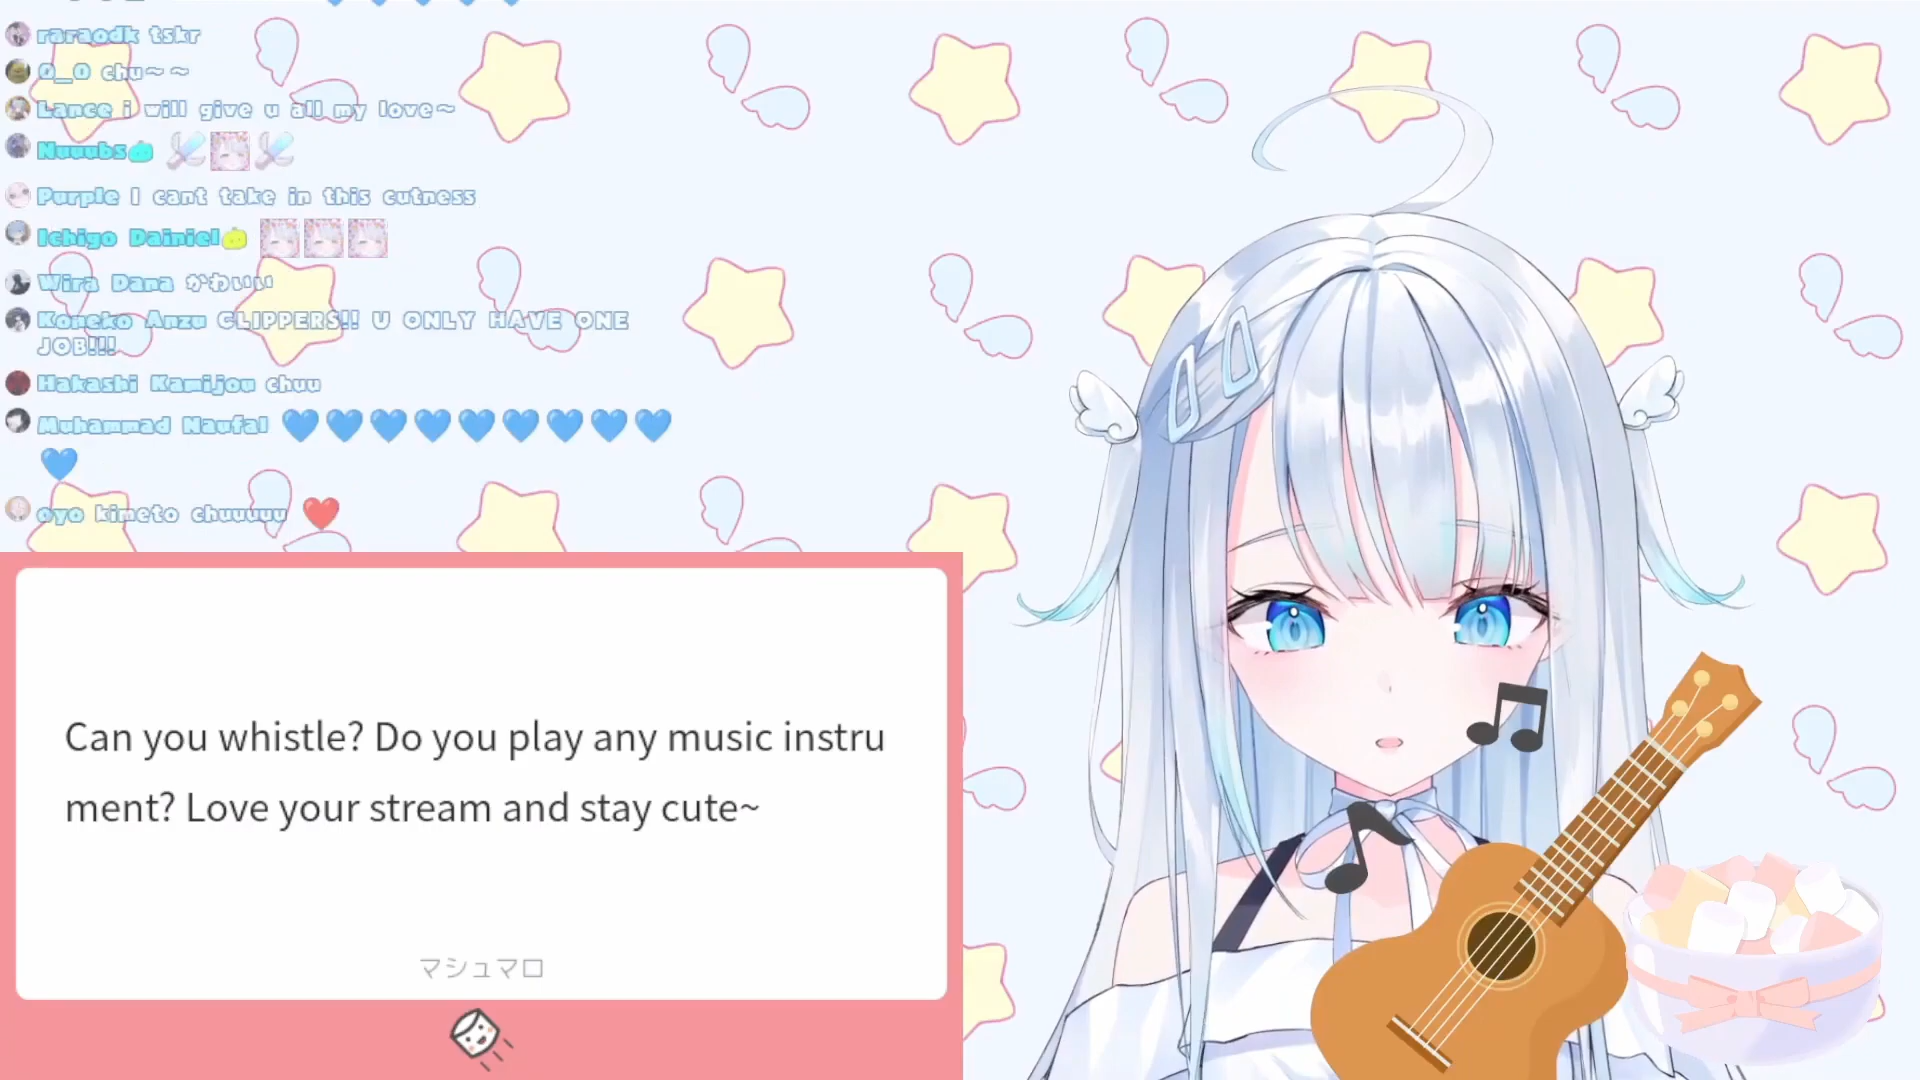 raraodk tskr
0_0 chu~ ~
Lance i will give u all my love~
Nuuubs
Purple I cant take in this cutness
Ichigo Dainiel
Wira Dana かわいい
Koneko Anzu CLIPPERS!! U ONLY HAVE ONE
JOB!!!
Hakashi Kamijou chuu
Muhammad Naufal 💙💙💙💙💙💙💙💙💙
💙
oyo kimeto chuuuuu ❤️
Can you whistle? Do you play any music instru
ment? Love your stream and stay cute~
マシュマロ